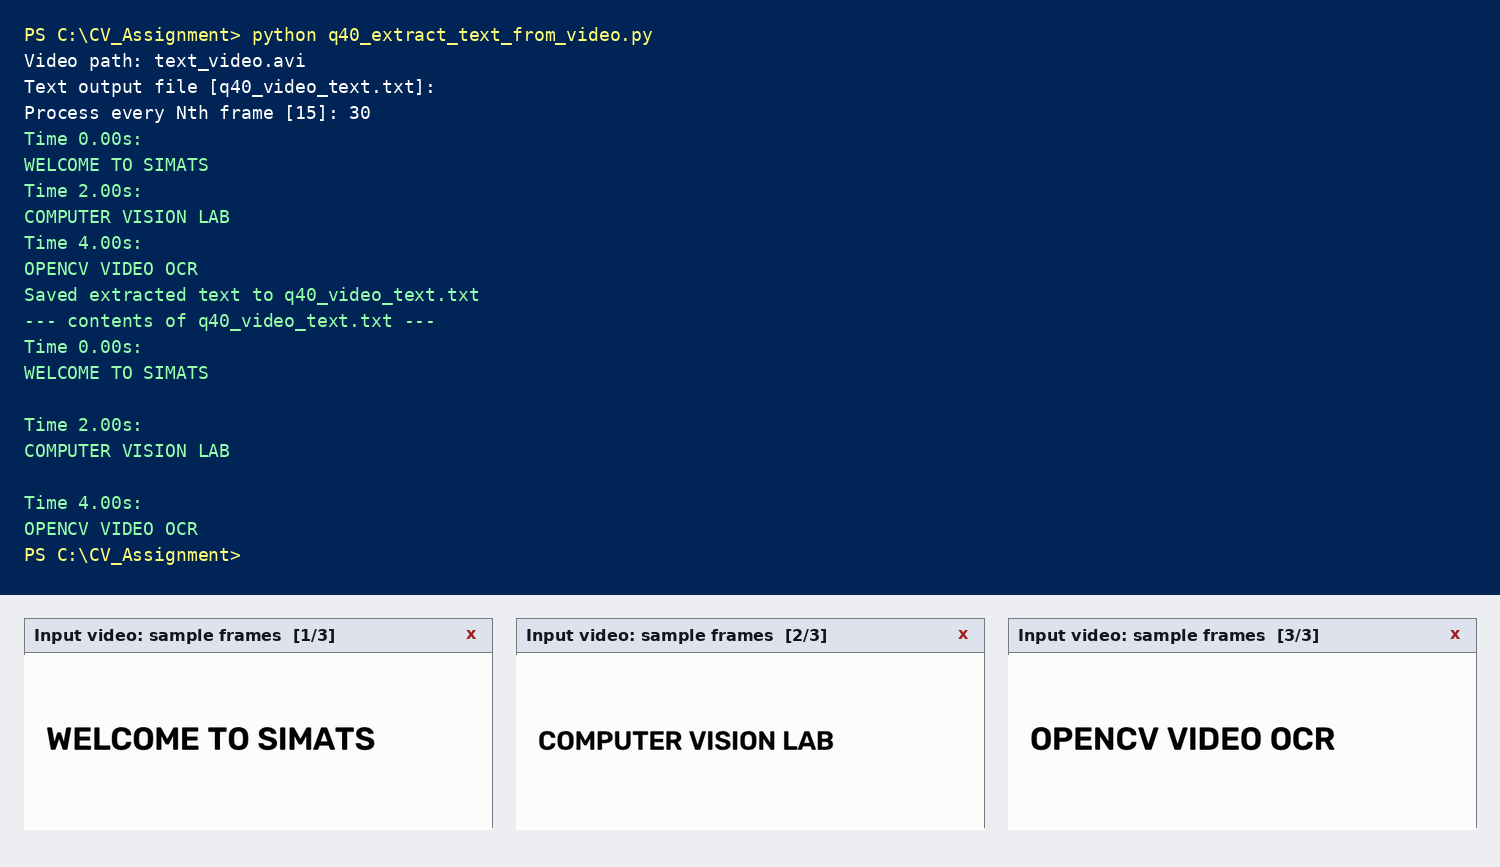 PS C:\CV_Assignment> python q40_extract_text_from_video.py
Video path: text_video.avi
Text output file [q40_video_text.txt]:
Process every Nth frame [15]: 30
Time 0.00s:
WELCOME TO SIMATS
Time 2.00s:
COMPUTER VISION LAB
Time 4.00s:
OPENCV VIDEO OCR
Saved extracted text to q40_video_text.txt
--- contents of q40_video_text.txt ---
Time 0.00s:
WELCOME TO SIMATS
Time 2.00s:
COMPUTER VISION LAB
Time 4.00s:
OPENCV VIDEO OCR
PS C:\CV_Assignment>
Input video: sample frames [1/3] x
WELCOME TO SIMATS
Input video: sample frames [2/3] x
COMPUTER VISION LAB
Input video: sample frames [3/3] x
OPENCV VIDEO OCR